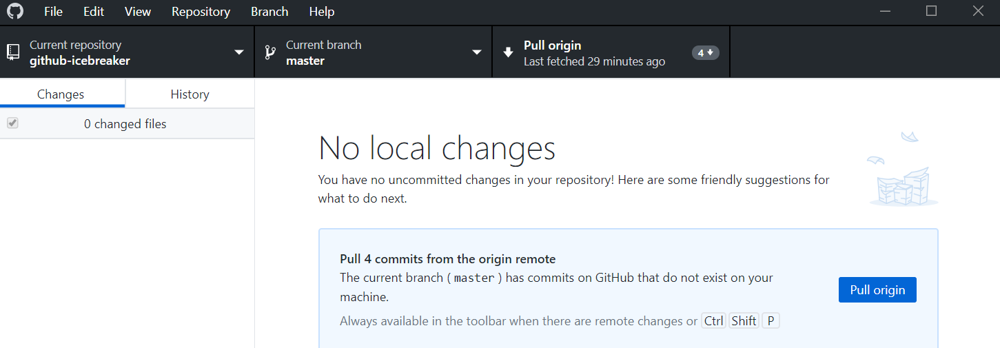 File Edit View Repository Branch Help
Current repository
github-icebreaker
Current branch
master
Pull origin
Last fetched 29 minutes ago
4
Changes
History
0 changed files
No local changes
You have no uncommitted changes in your repository! Here are some friendly suggestions for
what to do next.
Pull 4 commits from the origin remote
The current branch ( master ) has commits on GitHub that do not exist on your
machine.
Always available in the toolbar when there are remote changes or Ctrl Shift P
Pull origin